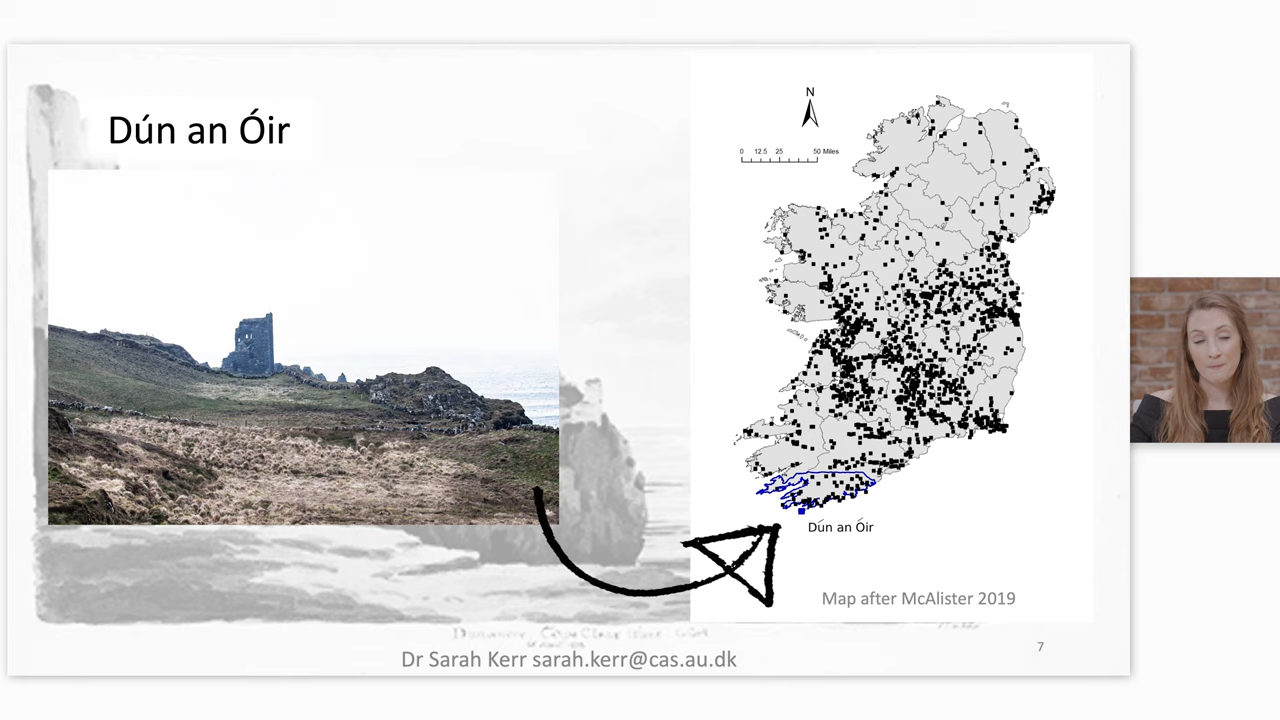 Dún an Óir
N
0 12.5 25 50 Miles
Dún an Óir
Map after McAlister 2019
Dr Sarah Kerr sarah.kerr@cas.au.dk
7